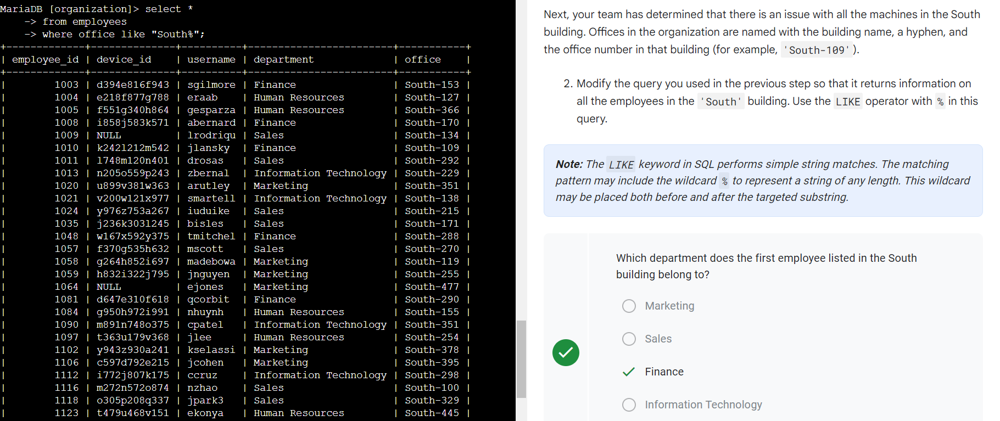 MariaDB [organization]> select *
    -> from employees
    -> where office like "South%";
+-------------+--------------+----------+------------------------+-----------+
| employee_id | device_id    | username | department             | office    |
+-------------+--------------+----------+------------------------+-----------+
|        1003 | d394e816f943 | sgilmore | Finance                | South-153 |
|        1004 | e218f877g788 | eraab    | Human Resources        | South-127 |
|        1005 | f551g340h864 | gesparza | Human Resources        | South-366 |
|        1008 | i858j583k571 | abernard | Finance                | South-170 |
|        1009 | NULL         | lrodriqu | Sales                  | South-134 |
|        1010 | k242l212m542 | jlansky  | Finance                | South-109 |
|        1011 | l748m120n401 | drosas   | Sales                  | South-292 |
|        1013 | n205o559p243 | zbernal  | Information Technology | South-229 |
|        1020 | u899v381w363 | arutley  | Marketing              | South-351 |
|        1021 | v200w121x977 | smartell | Information Technology | South-138 |
|        1024 | y976z753a267 | iuduike  | Sales                  | South-215 |
|        1035 | j236k303l245 | bisles   | Sales                  | South-171 |
|        1048 | w167x592y375 | tmitchel | Finance                | South-288 |
|        1057 | f370g535h632 | mscott   | Sales                  | South-270 |
|        1058 | g264h852i697 | madebowa | Marketing              | South-119 |
|        1059 | h832i322j795 | jnguyen  | Marketing              | South-255 |
|        1064 | NULL         | ejones   | Marketing              | South-477 |
|        1081 | d647e310f618 | qcorbit  | Finance                | South-290 |
|        1084 | g950h972i991 | nhuynh   | Human Resources        | South-155 |
|        1090 | m891n748o375 | cpatel   | Information Technology | South-351 |
|        1097 | t363u179v368 | jlee     | Human Resources        | South-254 |
|        1102 | y943z930a241 | kselassi | Marketing              | South-378 |
|        1106 | c597d792e215 | jcohen   | Marketing              | South-395 |
|        1112 | i772j807k175 | ccruz    | Information Technology | South-298 |
|        1116 | m272n572o874 | nzhao    | Sales                  | South-100 |
|        1118 | o305p208q337 | jpark3   | Sales                  | South-329 |
|        1123 | t479u468v151 | ekonya   | Human Resources        | South-445 |
Next, your team has determined that there is an issue with all the machines in the South
building. Offices in the organization are named with the building name, a hyphen, and
the office number in that building (for example, 'South-109').
2. Modify the query you used in the previous step so that it returns information on
all the employees in the 'South' building. Use the LIKE operator with % in this
query.
Note: The LIKE keyword in SQL performs simple string matches. The matching
pattern may include the wildcard % to represent a string of any length. This wildcard
may be placed both before and after the targeted substring.
Which department does the first employee listed in the South
building belong to?
Marketing
Sales
Finance
Information Technology